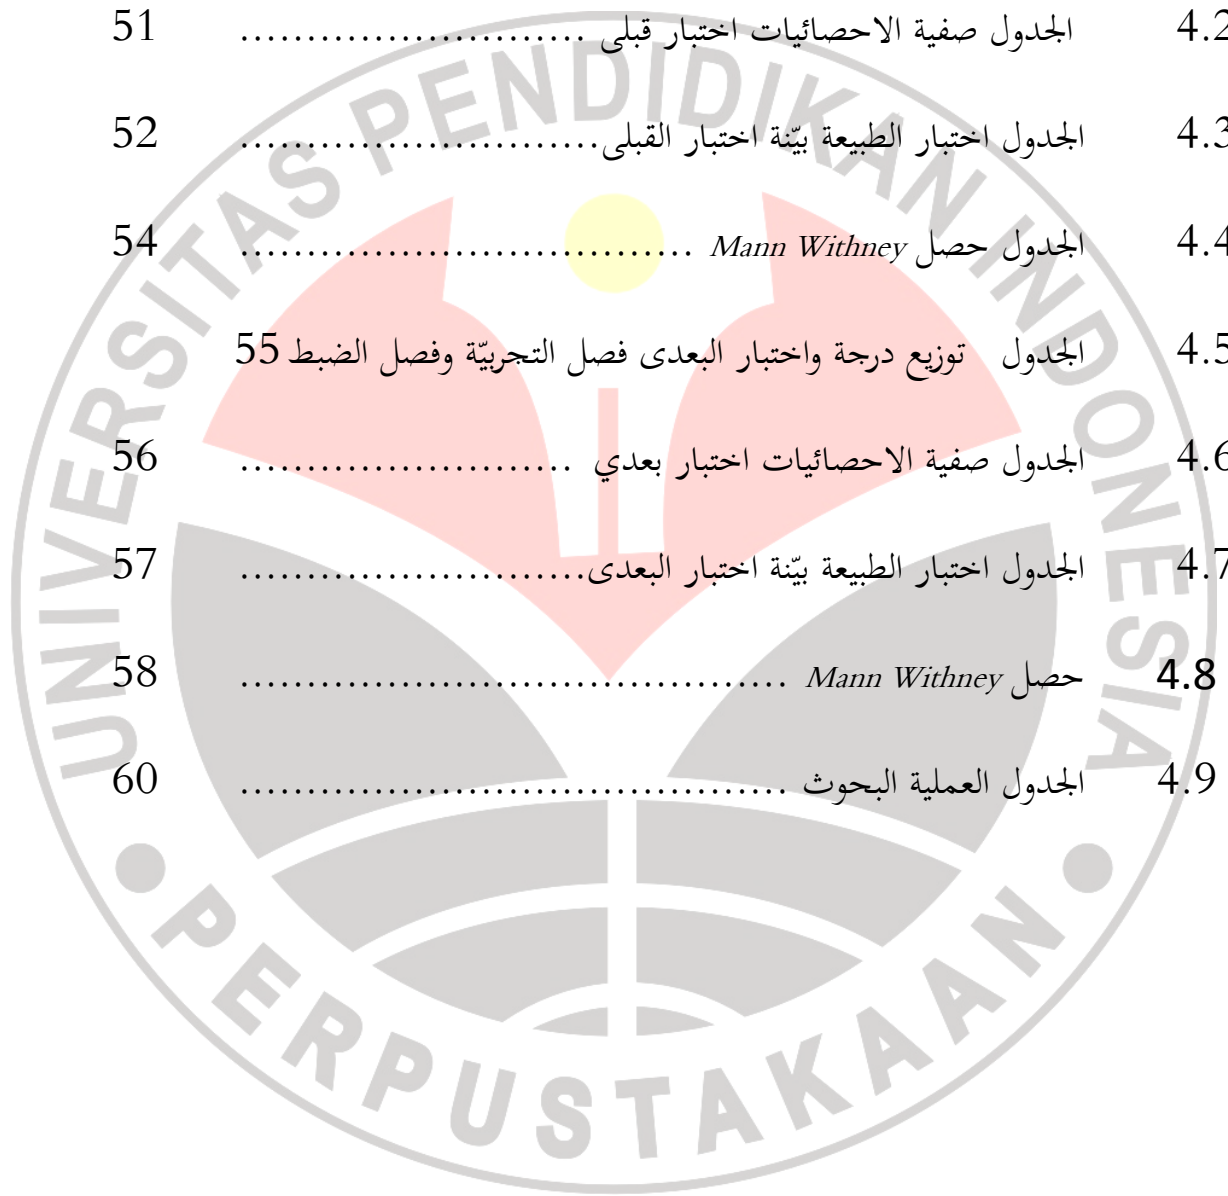 4.2 الجدول صفية الاحصائيات اختبار قبلى .......................... 51
4.3 الجدول اختبار الطبيعة بيّنة اختبار القبلى........................... 52
4.4 الجدول حصل Mann Withney .................................. 54
4.5 الجدول توزيع درجة واختبار البعدى فصل التجربيّة وفصل الضبط 55
4.6 الجدول صفية الاحصائيات اختبار بعدي ......................... 56
4.7 الجدول اختبار الطبيعة بيّنة اختبار البعدى.......................... 57
4.8 حصل Mann Withney ......................................... 58
4.9 الجدول العملية البحوث ......................................... 60
UNIVERSITAS PENDIDIKAN INDONESIA
PERPUSTAKAAN